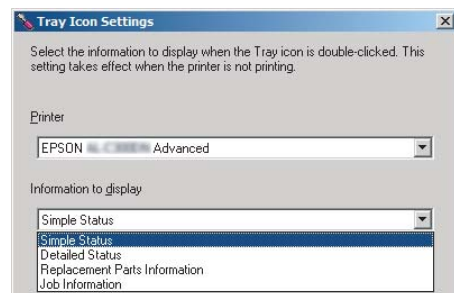 Tray Icon Settings
Select the information to display when the Tray icon is double-clicked. This
setting takes effect when the printer is not printing.
Printer
EPSON Advanced
Information to display
Simple Status
Simple Status
Detailed Status
Replacement Parts Information
Job Information